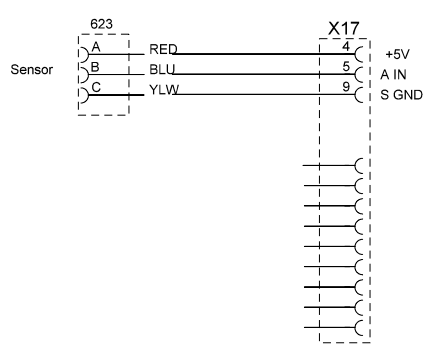 623
X17
A RED 4 +5V
Sensor B BLU 5 A IN
C YLW 9 S GND